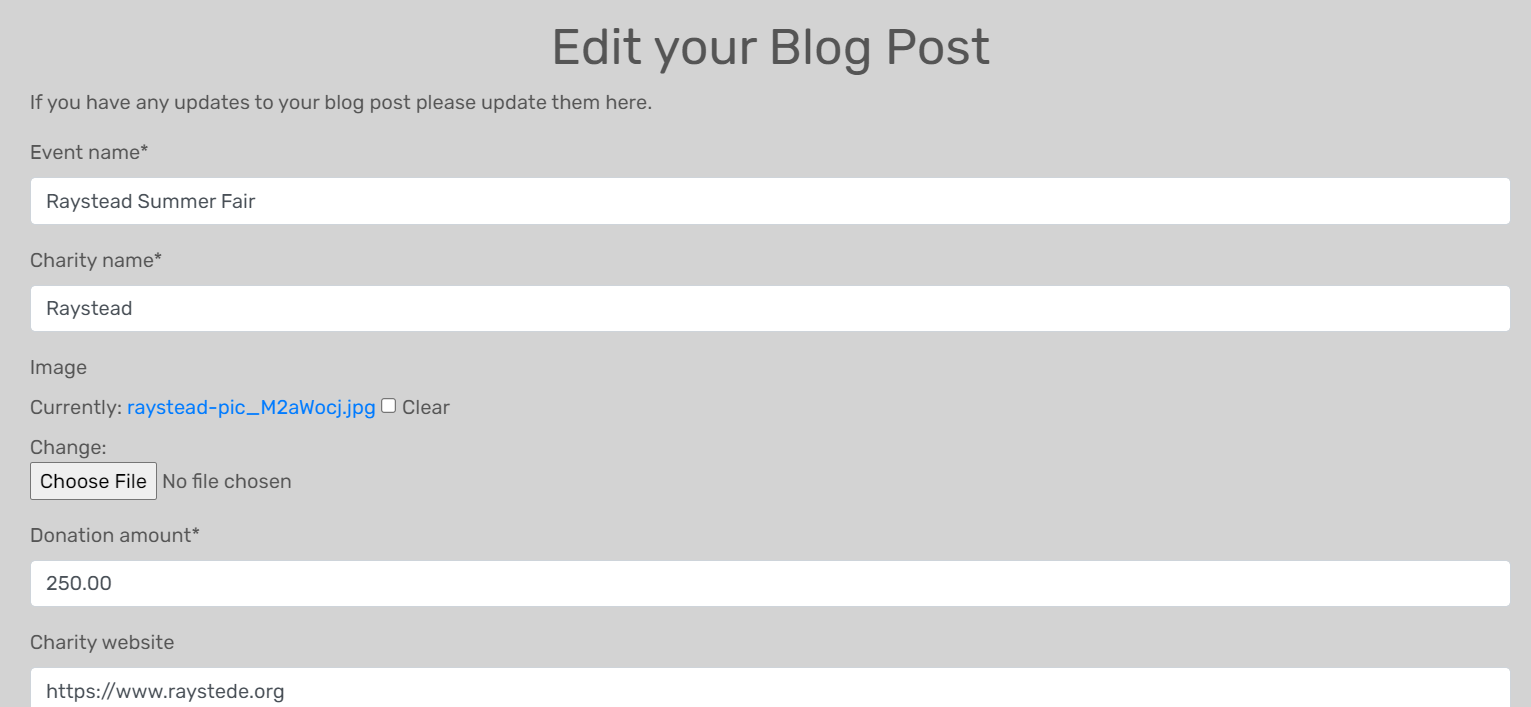 Edit your Blog Post
If you have any updates to your blog post please update them here.
Event name*
Raystead Summer Fair
Charity name*
Raystead
Image
Currently: raystead-pic_M2aWocj.jpg Clear
Change:
Choose File No file chosen
Donation amount*
250.00
Charity website
https://www.raystede.org